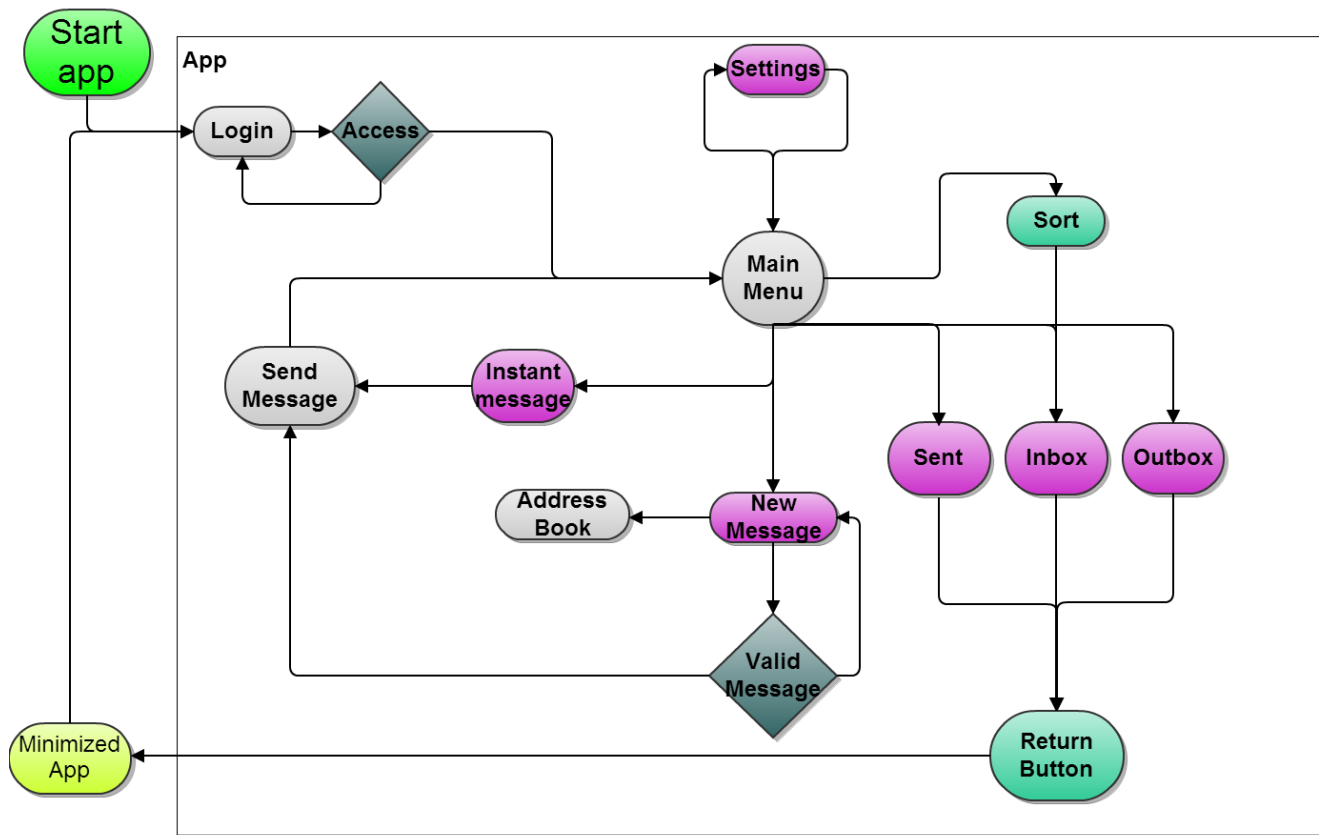 Start
app
App
Settings
Login
Access
Sort
Main
Menu
Send
Message
Instant
message
Sent
Inbox
Outbox
Address
Book
New
Message
Valid
Message
Minimized
App
Return
Button